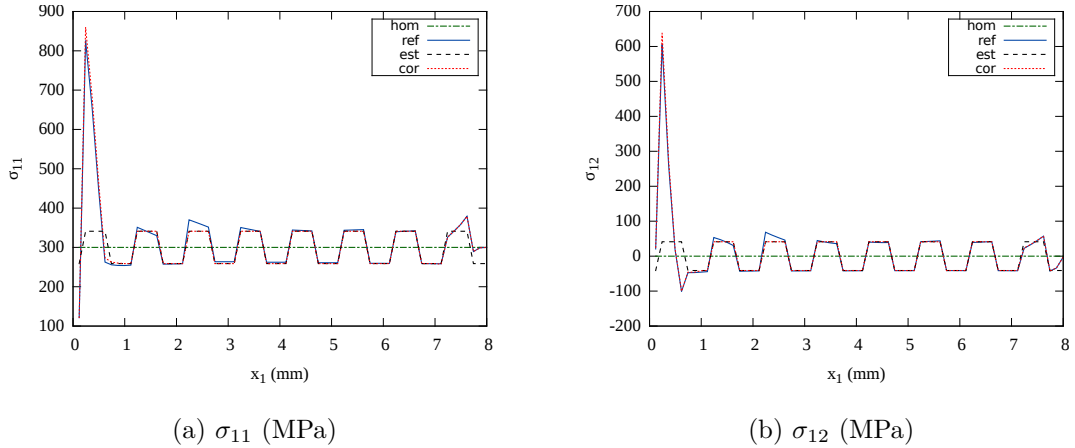 900
800
700
600
500
400
300
200
100
0 1 2 3 4 5 6 7 8
σ11
x1 (mm)
hom
ref
est
cor
(a) σ11 (MPa)
700
600
500
400
300
200
100
0
-100
-200
0 1 2 3 4 5 6 7 8
σ12
x1 (mm)
hom
ref
est
cor
(b) σ12 (MPa)